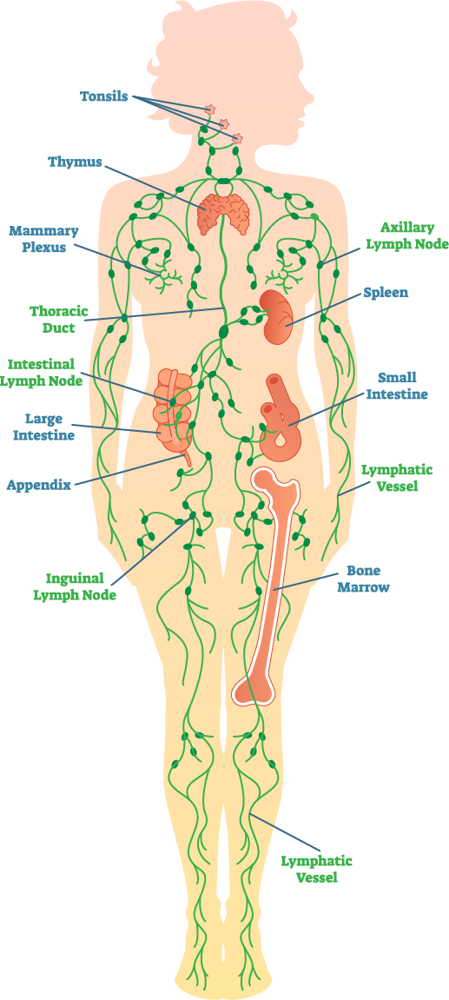 Tonsils
Thymus
Mammary
Plexus
Axillary
Lymph Node
Spleen
Thoracic
Duct
Intestinal
Lymph Node
Small
Intestine
Large
Intestine
Appendix
Lymphatic
Vessel
Inguinal
Lymph Node
Bone
Marrow
Lymphatic
Vessel